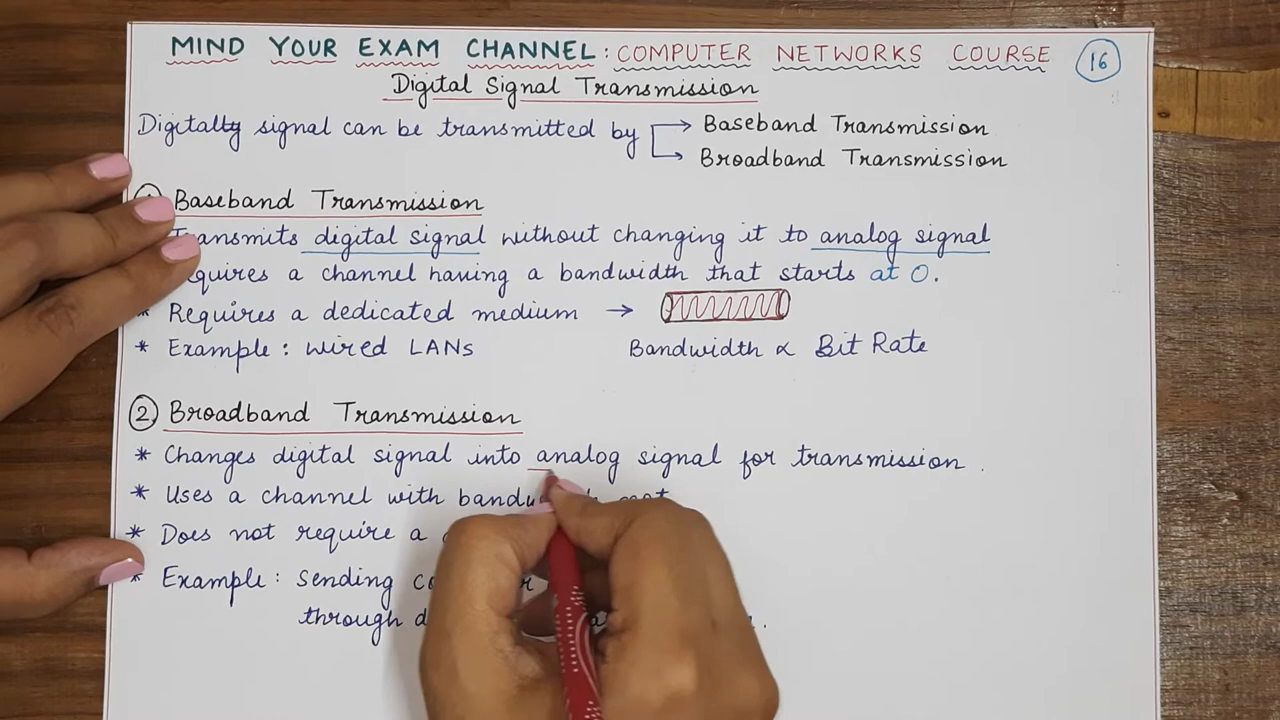 MIND YOUR EXAM CHANNEL: COMPUTER NETWORKS COURSE 16
Digital Signal Transmission
Digitally signal can be transmitted by → Baseband Transmission
→ Broadband Transmission
Baseband Transmission
Transmits digital signal without changing it to analog signal
a channel having a bandwidth that starts at 0.
* Requires a dedicated medium →
* Example: wired LANs Bandwidth ∝ Bit Rate
2 Broadband Transmission
* Changes digital signal into analog signal for transmission.
* Uses a channel with
* Does not require a
* Example: sending
through